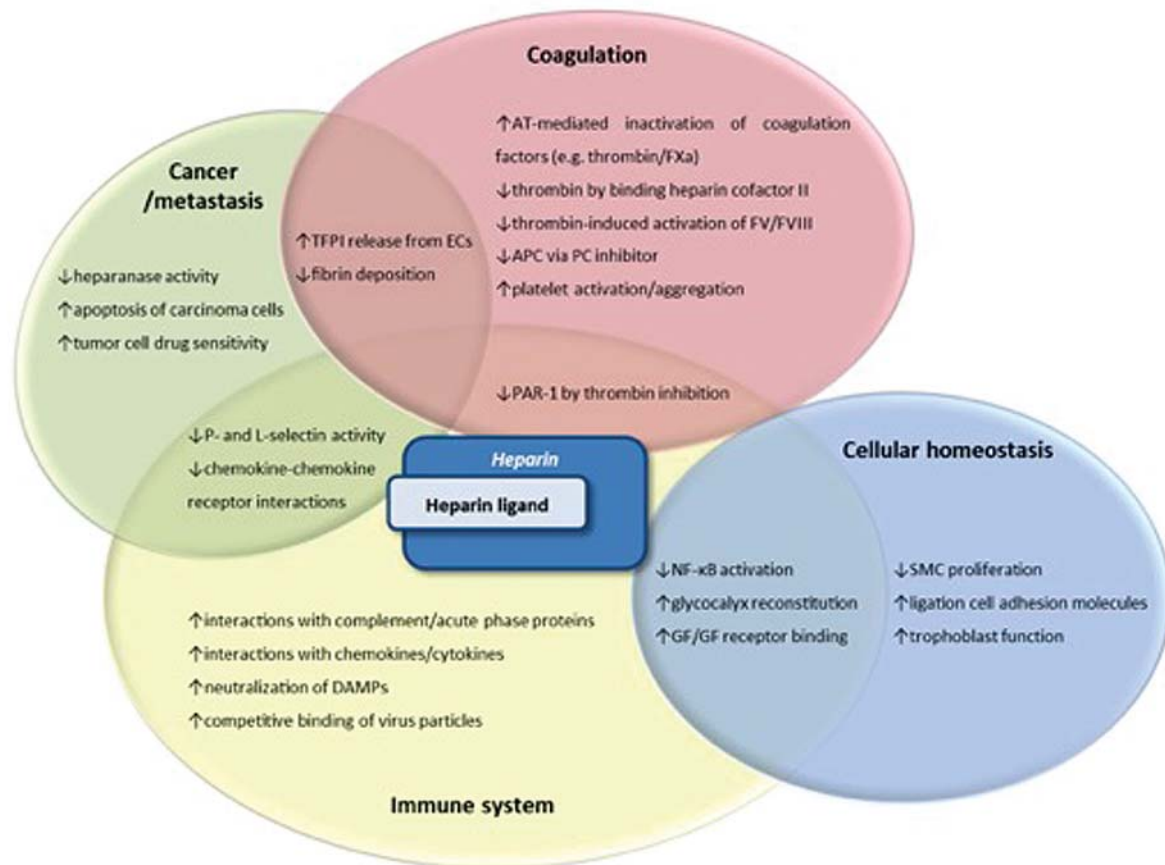 Coagulation
↑AT-mediated inactivation of coagulation
factors (e.g. thrombin/FXa)
↓thrombin by binding heparin cofactor II
↓thrombin-induced activation of FV/FVIII
↓APC via PC inhibitor
↑platelet activation/aggregation
Cancer
/metastasis
↑TFPI release from ECs
↓fibrin deposition
↓heparanase activity
↑apoptosis of carcinoma cells
↑tumor cell drug sensitivity
↓PAR-1 by thrombin inhibition
↓P- and L-selectin activity
↓chemokine-chemokine
receptor interactions
Heparin
Heparin ligand
Cellular homeostasis
↓NF-κB activation
↑glycocalyx reconstitution
↑GF/GF receptor binding
↓SMC proliferation
↑ligation cell adhesion molecules
↑trophoblast function
↑interactions with complement/acute phase proteins
↑interactions with chemokines/cytokines
↑neutralization of DAMPs
↑competitive binding of virus particles
Immune system